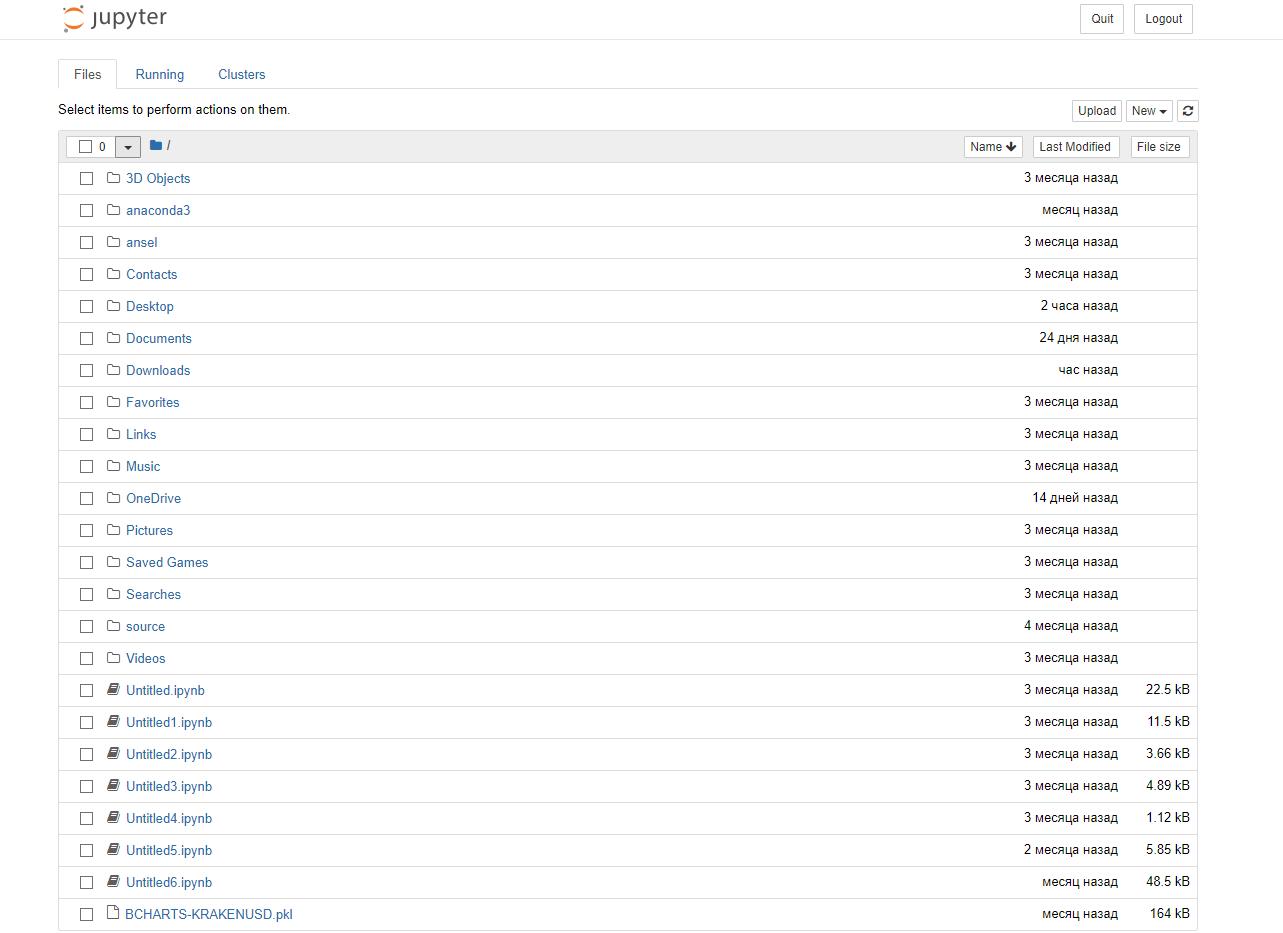 jupyter Quit Logout
Files Running Clusters
Select items to perform actions on them. Upload New
0 / Name Last Modified File size
3D Objects 3 месяца назад
anaconda3 месяц назад
ansel 3 месяца назад
Contacts 3 месяца назад
Desktop 2 часа назад
Documents 24 дня назад
Downloads час назад
Favorites 3 месяца назад
Links 3 месяца назад
Music 3 месяца назад
OneDrive 14 дней назад
Pictures 3 месяца назад
Saved Games 3 месяца назад
Searches 3 месяца назад
source 4 месяца назад
Videos 3 месяца назад
Untitled.ipynb 3 месяца назад 22.5 kB
Untitled1.ipynb 3 месяца назад 11.5 kB
Untitled2.ipynb 3 месяца назад 3.66 kB
Untitled3.ipynb 3 месяца назад 4.89 kB
Untitled4.ipynb 3 месяца назад 1.12 kB
Untitled5.ipynb 2 месяца назад 5.85 kB
Untitled6.ipynb месяц назад 48.5 kB
BCHARTS-KRAKENUSD.pkl месяц назад 164 kB